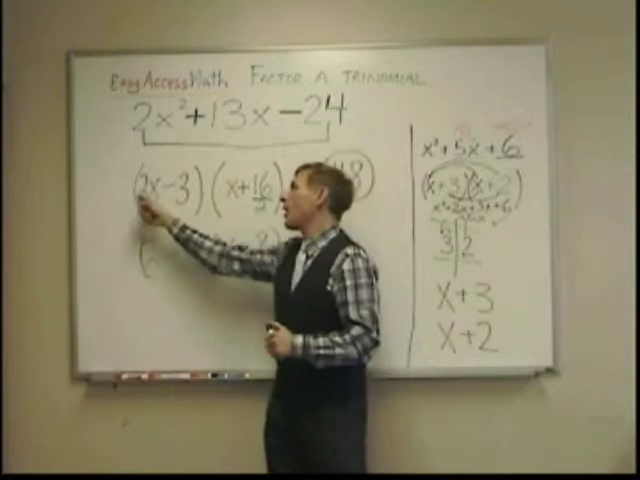 EasyAccessMath FACTOR A TRINOMIAL
2x²+13x-24
(2x-3)(x+16/2)
48
(
8
x²+5x+6
(x+3)(x+2)
x²+2x+3x+6
3|2
x+3
x+2